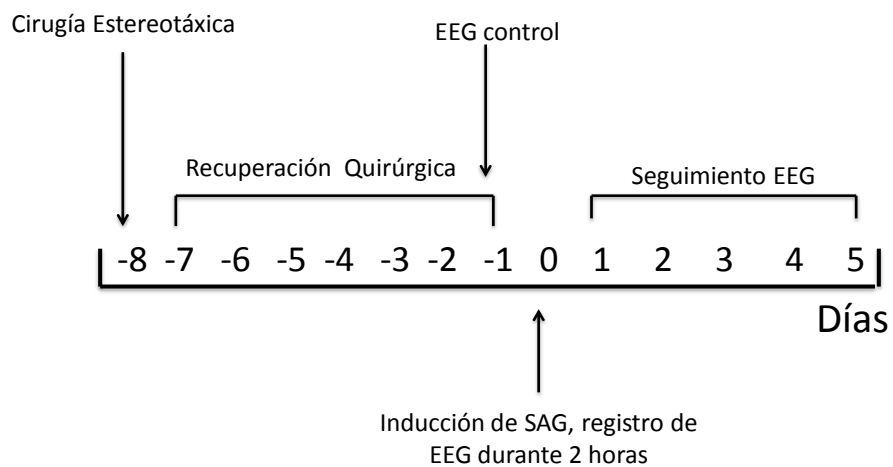 Cirugía Estereotáxica
EEG control
Recuperación Quirúrgica
Seguimiento EEG
-8 -7 -6 -5 -4 -3 -2 -1 0 1 2 3 4 5
Días
Inducción de SAG, registro de
EEG durante 2 horas